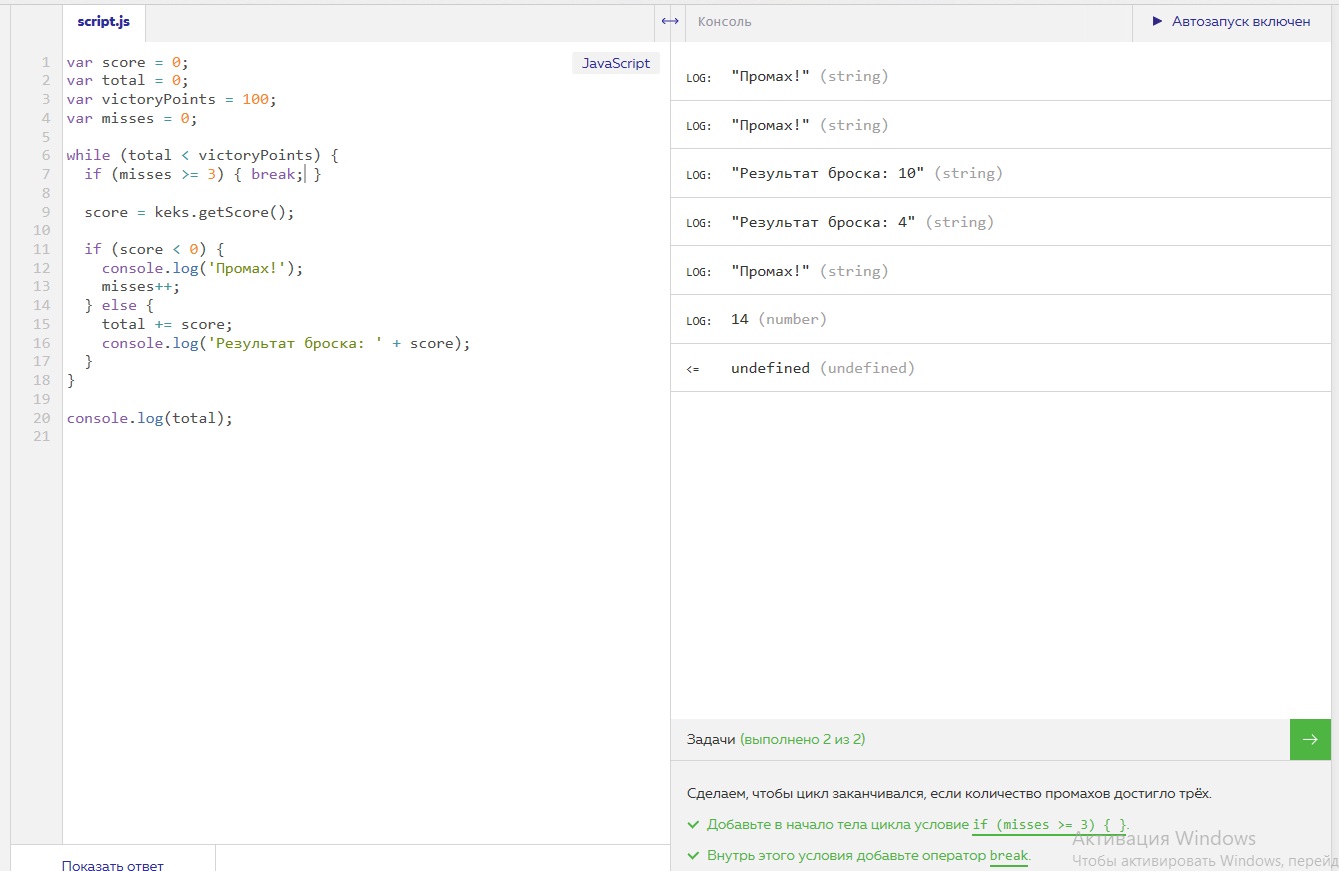 script.js
Консоль
Автозапуск включен
JavaScript
1 var score = 0;
2 var total = 0;
3 var victoryPoints = 100;
4 var misses = 0;
5
6 while (total < victoryPoints) {
7   if (misses >= 3) { break; }
8
9   score = keks.getScore();
10
11   if (score < 0) {
12     console.log('Промах!');
13     misses++;
14   } else {
15     total += score;
16     console.log('Результат броска: ' + score);
17   }
18 }
19
20 console.log(total);
21
Показать ответ
LOG: "Промах!" (string)
LOG: "Промах!" (string)
LOG: "Результат броска: 10" (string)
LOG: "Результат броска: 4" (string)
LOG: "Промах!" (string)
LOG: 14 (number)
<= undefined (undefined)
Задачи (выполнено 2 из 2)
Сделаем, чтобы цикл заканчивался, если количество промахов достигло трёх.
Добавьте в начало тела цикла условие if (misses >= 3) { }.
Внутрь этого условия добавьте оператор break.
Активация Windows
Чтобы активировать Windows, перейд